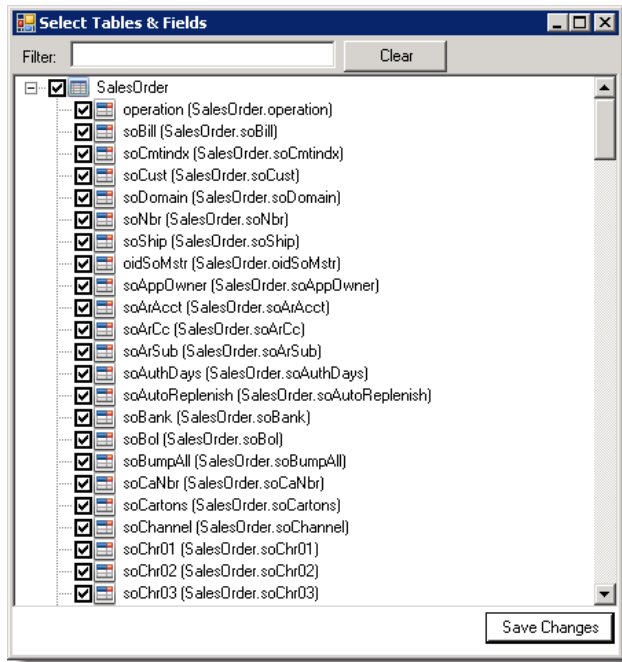 Select Tables & Fields
Filter: Clear
SalesOrder
operation (SalesOrder.operation)
soBill (SalesOrder.soBill)
soCmtindx (SalesOrder.soCmtindx)
soCust (SalesOrder.soCust)
soDomain (SalesOrder.soDomain)
soNbr (SalesOrder.soNbr)
soShip (SalesOrder.soShip)
oidSoMstr (SalesOrder.oidSoMstr)
soAppOwner (SalesOrder.soAppOwner)
soArAcct (SalesOrder.soArAcct)
soArCc (SalesOrder.soArCc)
soArSub (SalesOrder.soArSub)
soAuthDays (SalesOrder.soAuthDays)
soAutoReplenish (SalesOrder.soAutoReplenish)
soBank (SalesOrder.soBank)
soBol (SalesOrder.soBol)
soBumpAll (SalesOrder.soBumpAll)
soCaNbr (SalesOrder.soCaNbr)
soCartons (SalesOrder.soCartons)
soChannel (SalesOrder.soChannel)
soChr01 (SalesOrder.soChr01)
soChr02 (SalesOrder.soChr02)
soChr03 (SalesOrder.soChr03)
Save Changes